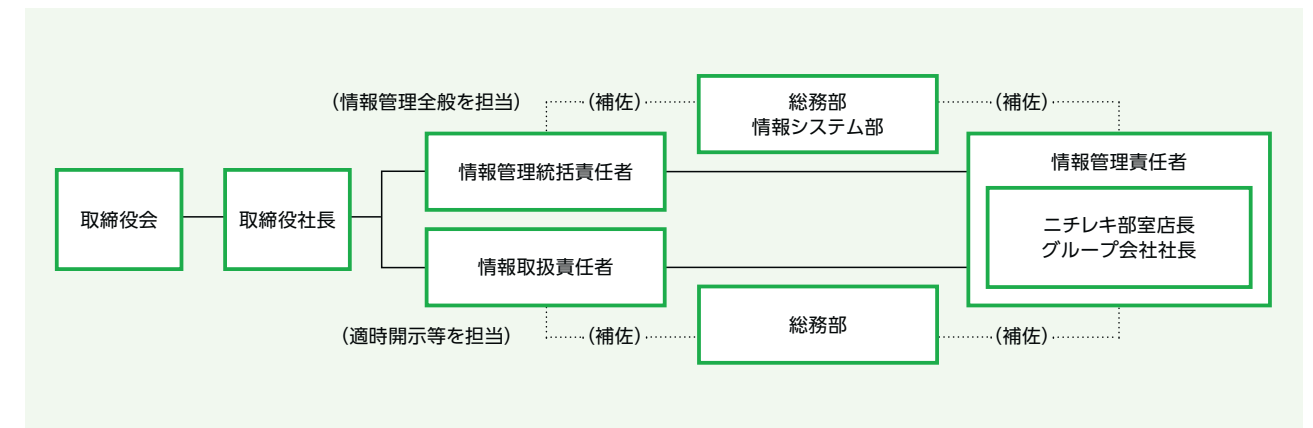 取締役会
取締役社長
(情報管理全般を担当)
情報管理統括責任者
(補佐)
総務部
情報システム部
(補佐)
情報取扱責任者
(適時開示等を担当)
(補佐)
総務部
(補佐)
情報管理責任者
ニチレキ部室店長
グループ会社社長